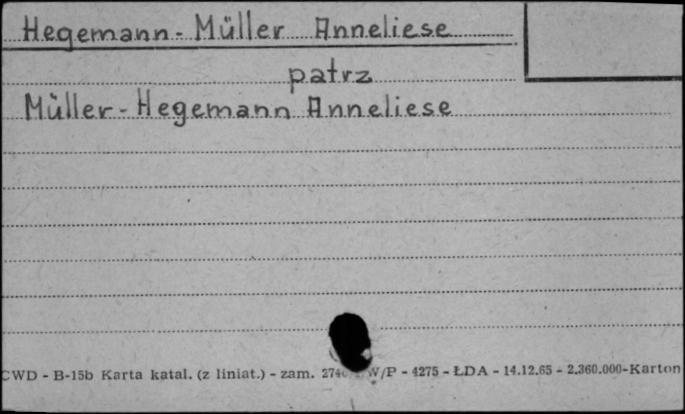 Hegemann-Müller Anneliese
patrz
Müller-Hegemann Anneliese
CWD - B-15b Karta katal. (z liniat.) - zam. W/P - 4275 - ŁDA - 14.12.65 - 2.360.000-Karton